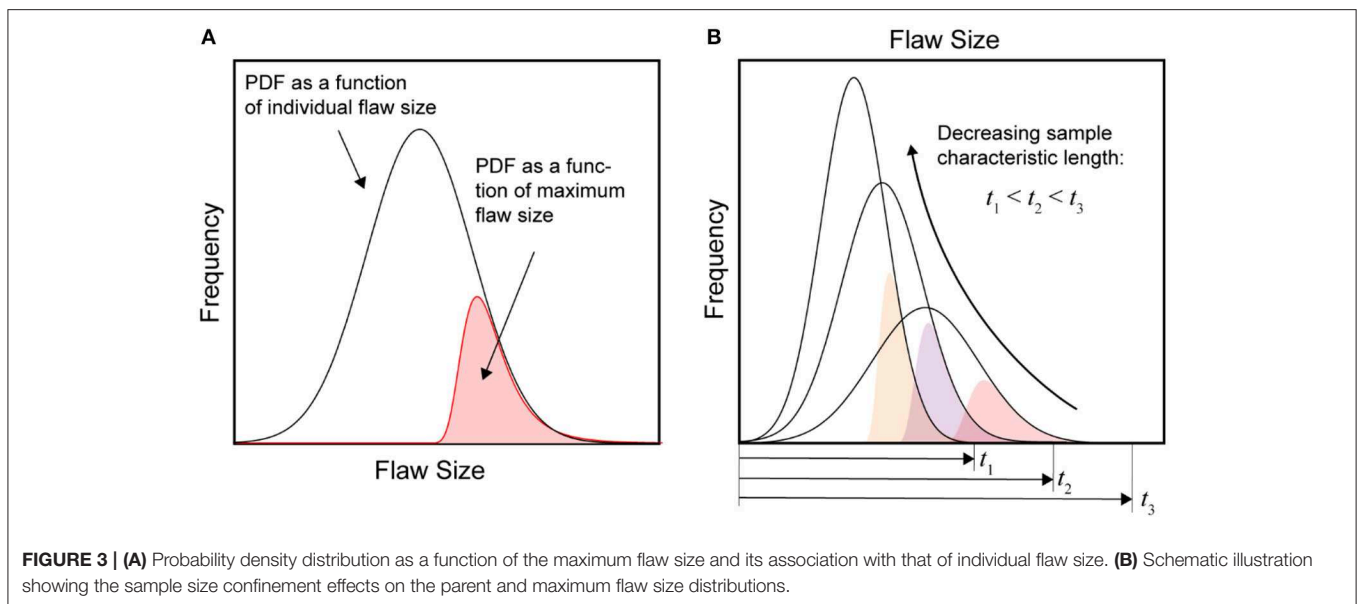 A
PDF as a function
of individual flaw size
PDF as a func-
tion of maximum
flaw size
Frequency
Flaw Size
B
Flaw Size
Decreasing sample
characteristic length:
t₁ < t₂ < t₃
Frequency
t₁
t₂
t₃
FIGURE 3 | (A) Probability density distribution as a function of the maximum flaw size and its association with that of individual flaw size. (B) Schematic illustration
showing the sample size confinement effects on the parent and maximum flaw size distributions.